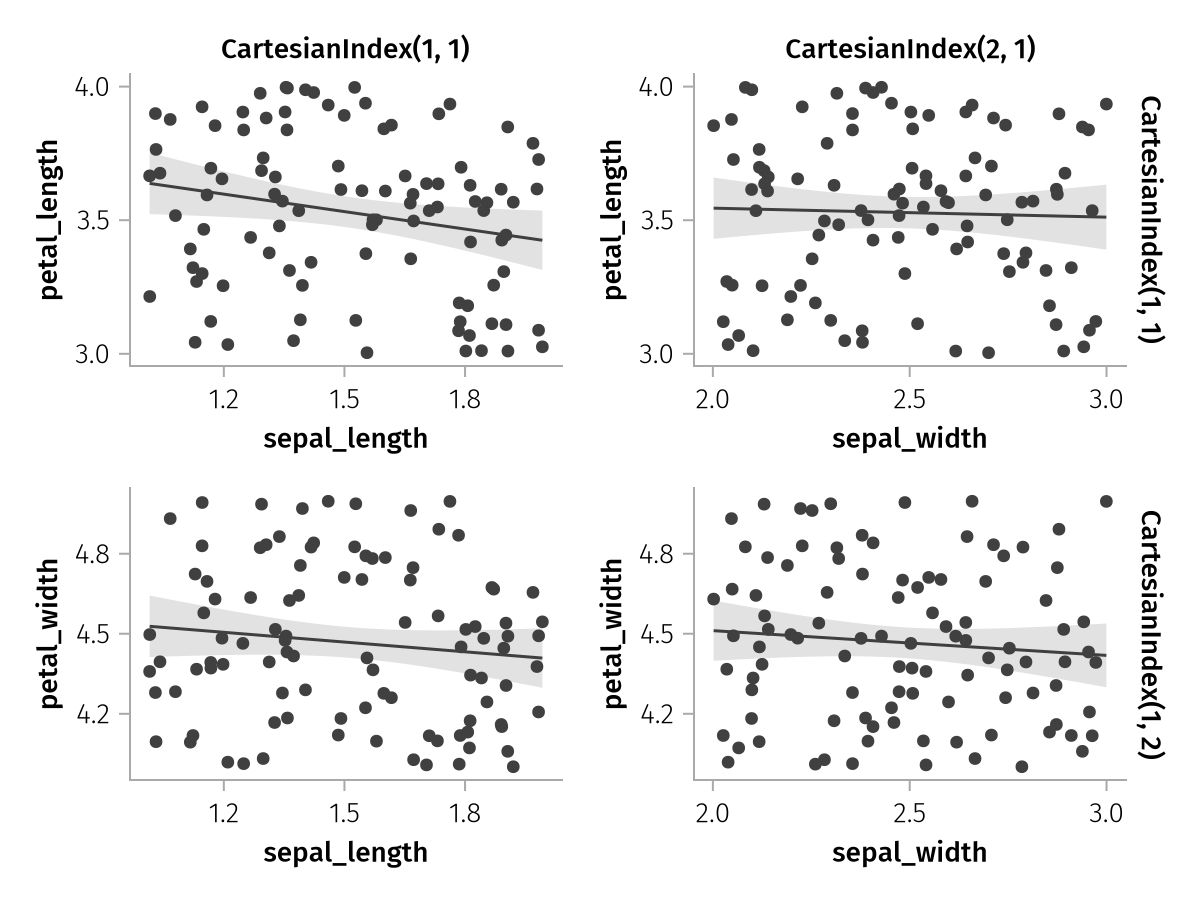 CartesianIndex(1, 1)
CartesianIndex(2, 1)
petal_length
4.0
3.5
3.0
1.2
1.5
1.8
sepal_length
petal_length
4.0
3.5
3.0
2.0
2.5
3.0
sepal_width
CartesianIndex(1, 1)
petal_width
4.8
4.5
4.2
1.2
1.5
1.8
sepal_length
petal_width
4.8
4.5
4.2
2.0
2.5
3.0
sepal_width
CartesianIndex(1, 2)